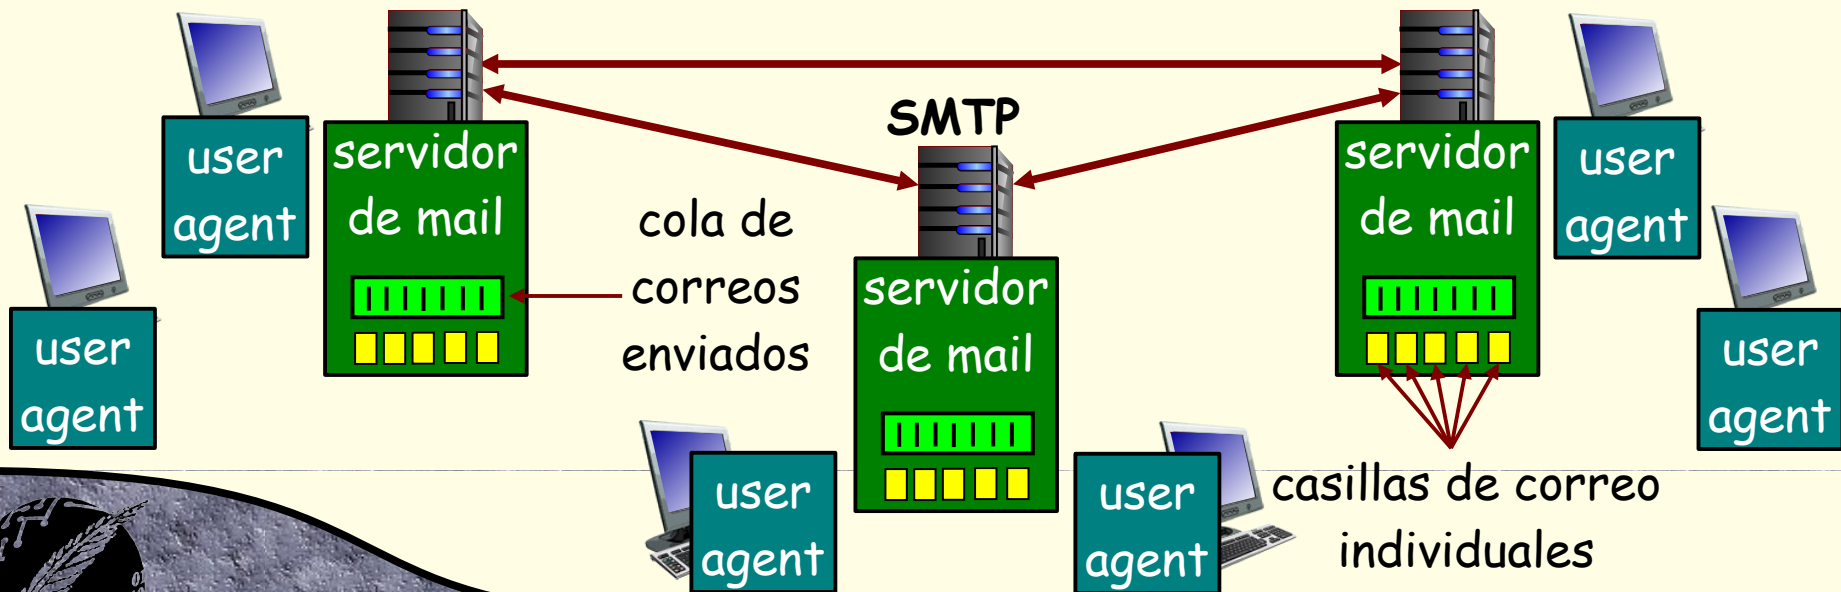 SMTP
user
agent
servidor
de mail
user
agent
cola de
correos
enviados
servidor
de mail
servidor
de mail
user
agent
user
agent
user
agent
user
agent
casillas de correo
individuales